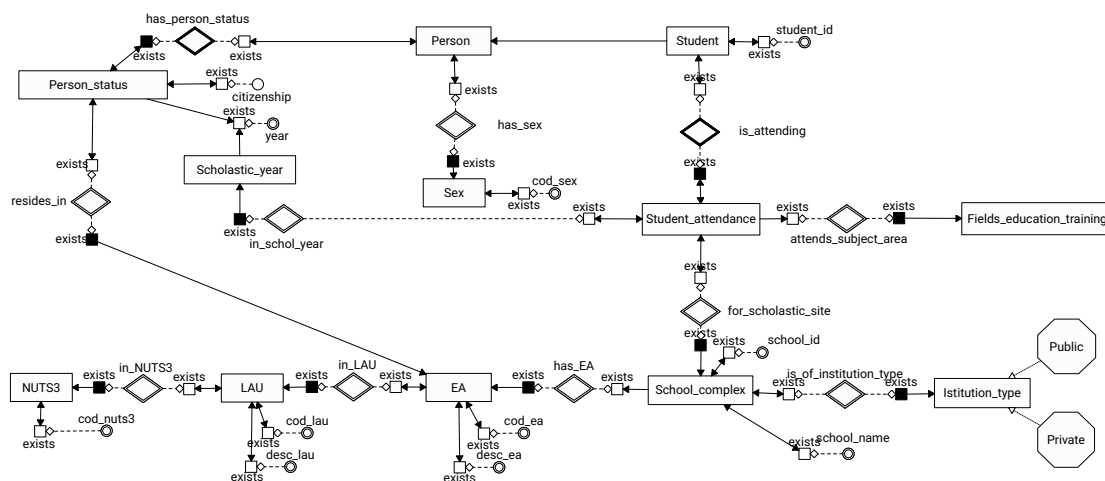 has_person_status
exists
exists
Person
Student
student_id
exists
Person_status
exists
citizenship
exists
year
exists
has_sex
exists
exists
is_attending
exists
exists
Scholastic_year
Sex
cod_sex
exists
exists
resides_in
exists
in_schol_year
exists
exists
Student_attendance
exists
attends_subject_area
exists
Fields_education_training
exists
for_scholastic_site
exists
school_id
exists
Public
NUTS3
exists
in_NUTS3
exists
LAU
exists
in_LAU
exists
EA
exists
has_EA
exists
School_complex
is_of_institution_type
exists
exists
Istitution_type
cod_nuts3
exists
cod_lau
exists
desc_lau
exists
cod_ea
exists
desc_ea
exists
school_name
exists
Private